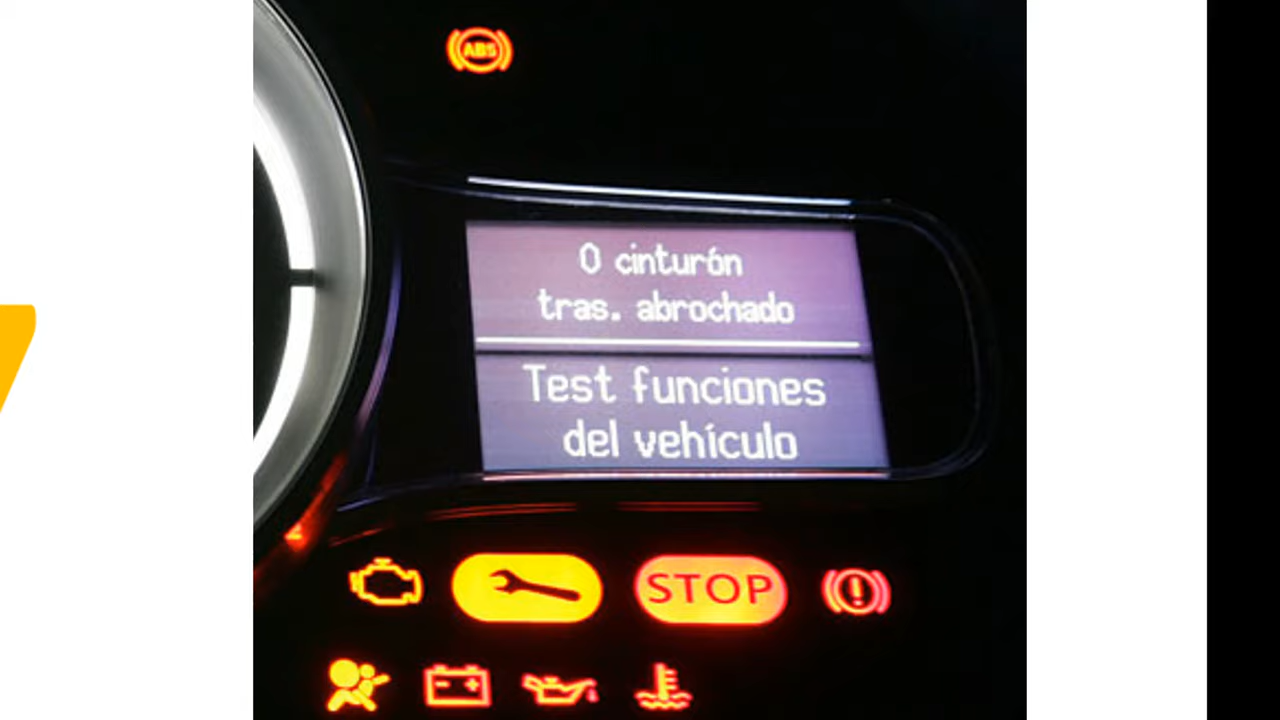 ABS
0 cinturón
tras. abrochado
Test funciones
del vehículo
STOP